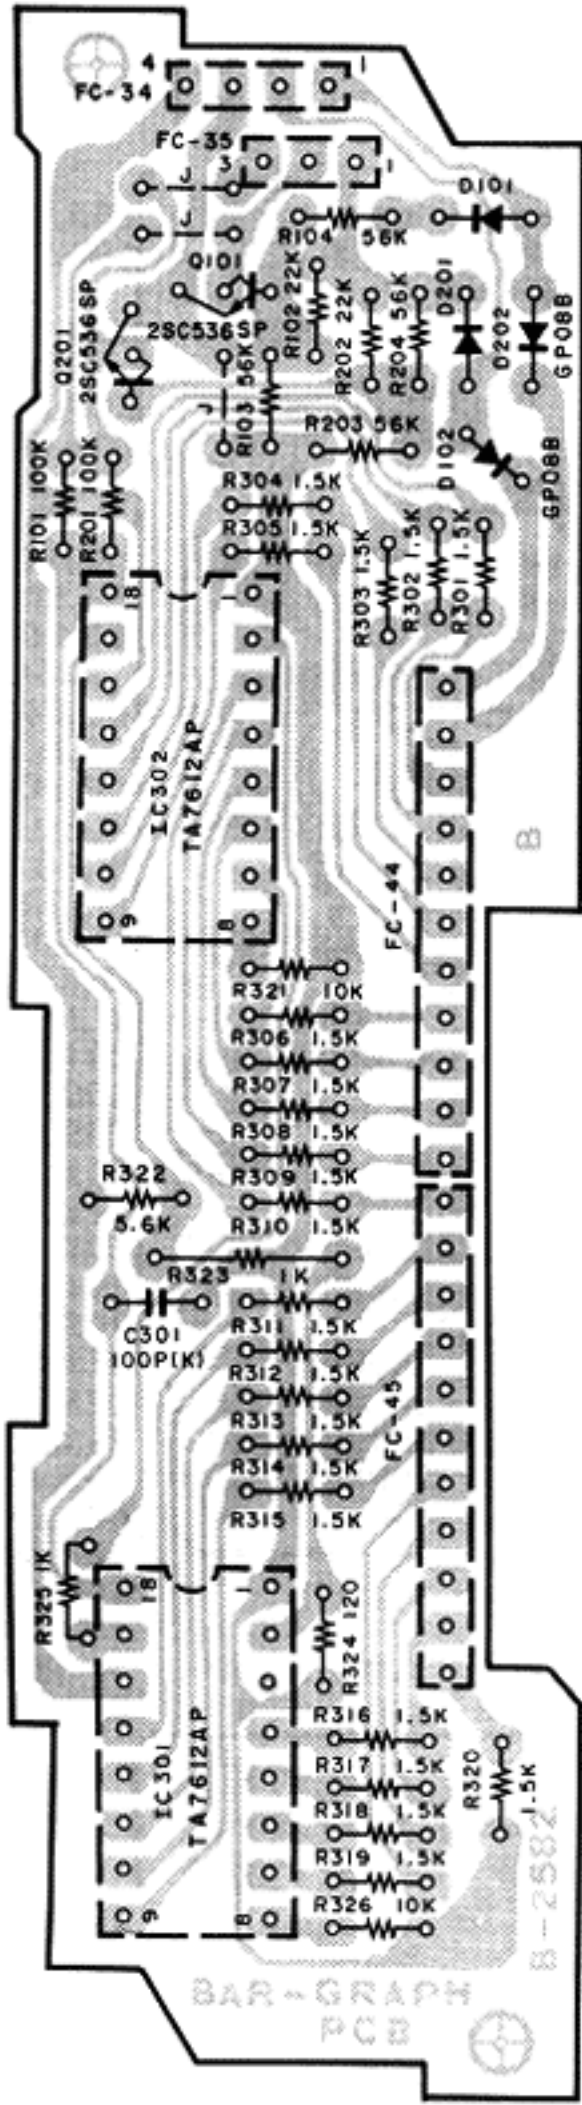 4 1
FC-34
FC-35
3 1
J
J
D101
R104 56K
Q101
2SC536SP
Q201
2SC536SP
R102 22K
R202 22K
R204 56K
D201
D202
GP08B
J
R103 56K
R203 56K
D102
GP08B
R101 100K
R201 100K
R304 1.5K
R305 1.5K
R303 1.5K
R302 1.5K
R301 1.5K
18 1
IC302
TA7612AP
9 8
B
FC-44
R321 10K
R306 1.5K
R307 1.5K
R308 1.5K
R309 1.5K
R310 1.5K
R322
5.6K
R323 1K
C301
100P(K)
R311 1.5K
R312 1.5K
R313 1.5K
R314 1.5K
R315 1.5K
FC-45
R325 1K
18 1
IC301
TA7612AP
9 8
R324 120
R316 1.5K
R317 1.5K
R318 1.5K
R319 1.5K
R326 10K
R320
1.5K
B-2582
BAR-GRAPH
PCB